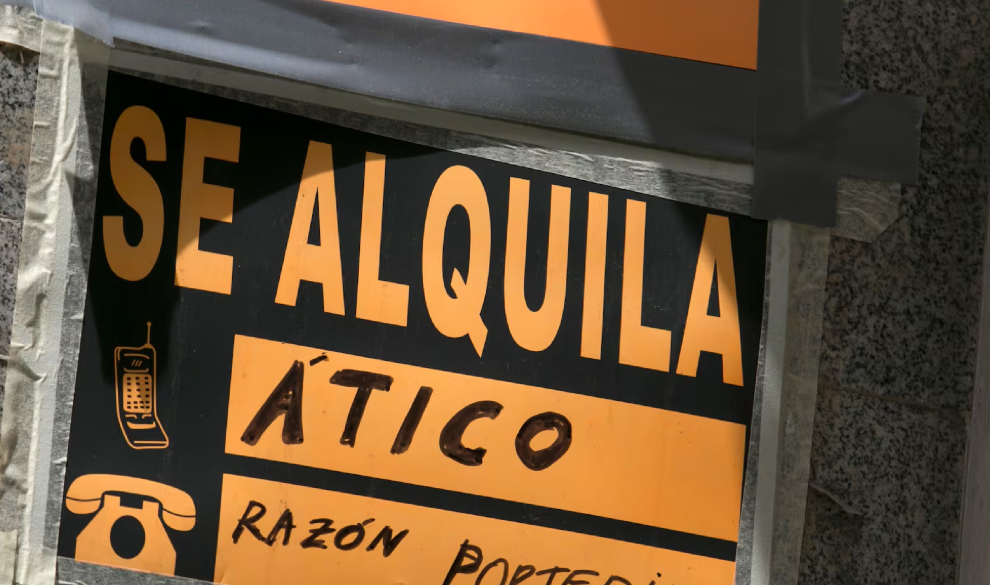 SE ALQUILA
ÁTICO
RAZÓN